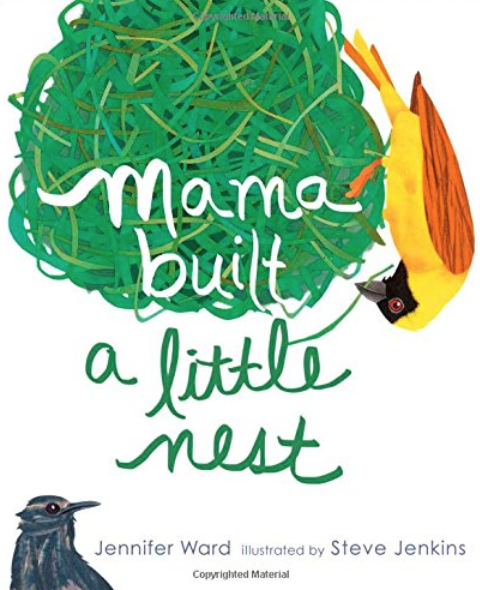 Copyrighted Material
mama
built
a little
nest
Jennifer Ward illustrated by Steve Jenkins
Copyrighted Material